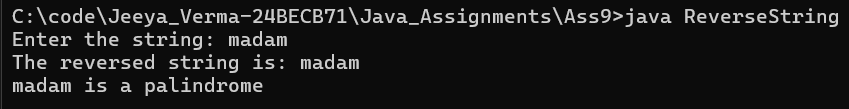 C:\code\Jeeya_Verma-24BECB71\Java_Assignments\Ass9>java ReverseString
Enter the string: madam
The reversed string is: madam
madam is a palindrome